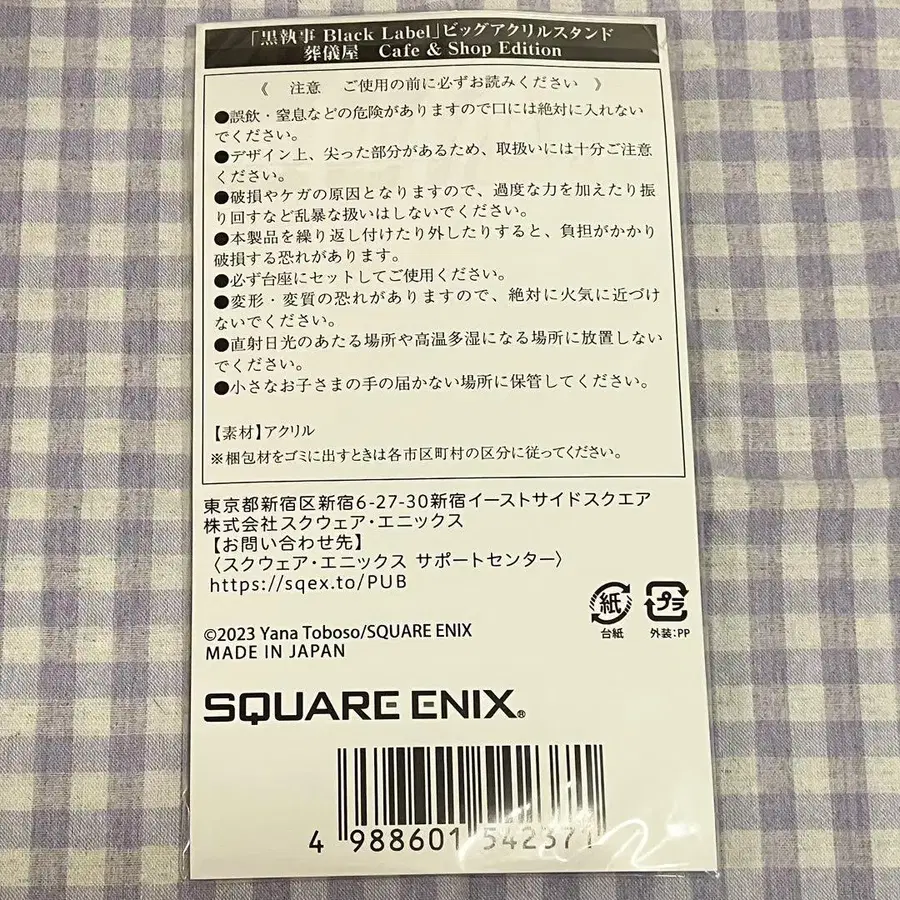 「黒執事 Black Label」ビッグアクリルスタンド
葬儀屋 Cafe & Shop Edition
《 注意 ご使用の前に必ずお読みください 》
●誤飲・窒息などの危険がありますので口には絶対に入れない
でください。
●デザイン上、尖った部分があるため、取扱いには十分ご注意
ください。
●破損やケガの原因となりますので、過度な力を加えたり振
り回すなど乱暴な扱いはしないでください。
●本製品を繰り返し付けたり外したりすると、負担がかかり
破損する恐れがあります。
●必ず台座にセットしてご使用ください。
●変形・変質の恐れがありますので、絶対に火気に近づけ
ないでください。
●直射日光のあたる場所や高温多湿になる場所に放置しない
でください。
●小さなお子さまの手の届かない場所に保管してください。
【素材】アクリル
※梱包材をゴミに出すときは各市区町村の区分に従ってください。
東京都新宿区新宿6-27-30新宿イーストサイドスクエア
株式会社スクウェア・エニックス
【お問い合わせ先】
〈スクウェア・エニックス サポートセンター〉
https://sqex.to/PUB
紙
プラ
台紙
外装:PP
©2023 Yana Toboso/SQUARE ENIX
MADE IN JAPAN
SQUARE ENIX®
4 988601 542371